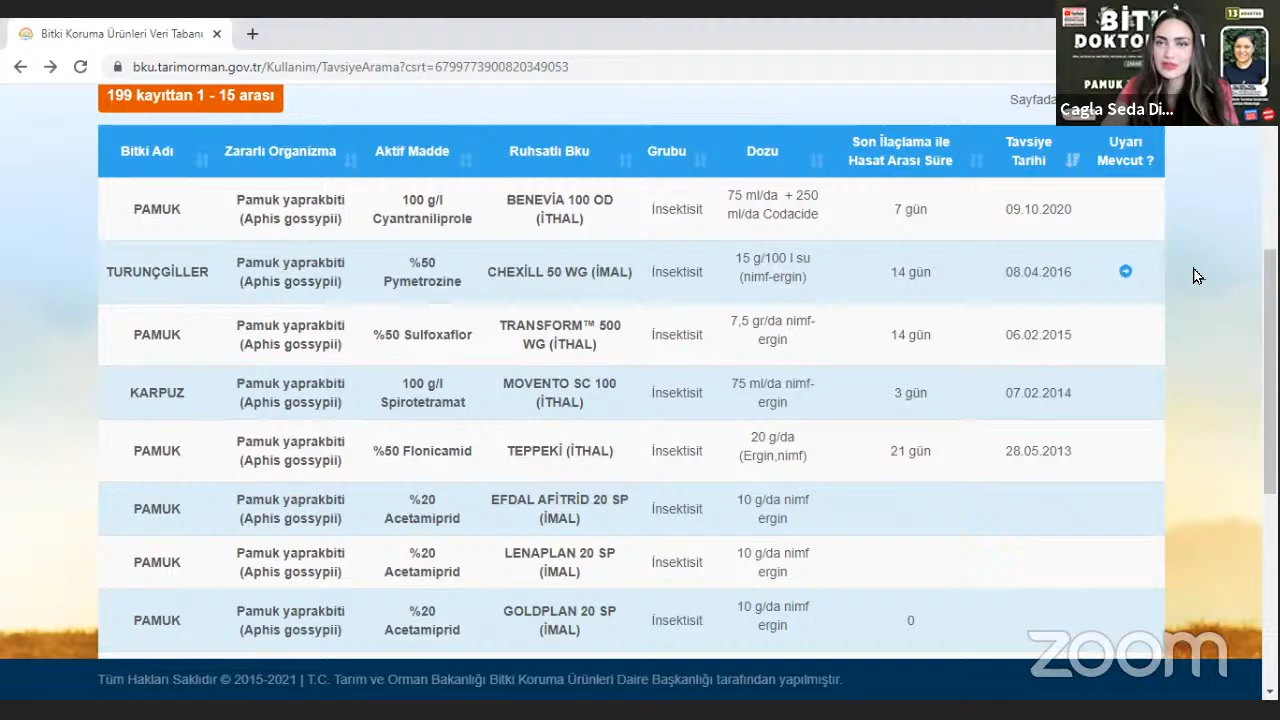 Bitki Koruma Ürünleri Veri Tabanı
bku.tarimorman.gov.tr/Kullanim/TavsiyeArama?csrt=
799773900820349053
BİTKİ
DOKTO
13
PAMUK
Cagla Seda Di...
199 kayıttan 1 - 15 arası
Sayfada
Bitki Adı Zararlı Organizma Aktif Madde Ruhsatlı Bku Grubu Dozu Son İlaçlama ile Hasat Arası Süre Tavsiye Tarihi Uyarı Mevcut ?
PAMUK Pamuk yaprakbiti (Aphis gossypii) 100 g/l Cyantraniliprole BENEVİA 100 OD (İTHAL) İnsektisit 75 ml/da + 250 ml/da Codacide 7 gün 09.10.2020
TURUNÇGİLLER Pamuk yaprakbiti (Aphis gossypii) %50 Pymetrozine CHEXILL 50 WG (İMAL) İnsektisit 15 g/100 l su (nimf-ergin) 14 gün 08.04.2016
PAMUK Pamuk yaprakbiti (Aphis gossypii) %50 Sulfoxaflor TRANSFORM™ 500 WG (İTHAL) İnsektisit 7,5 gr/da nimf-ergin 14 gün 06.02.2015
KARPUZ Pamuk yaprakbiti (Aphis gossypii) 100 g/l Spirotetramat MOVENTO SC 100 (İTHAL) İnsektisit 75 ml/da nimf-ergin 3 gün 07.02.2014
PAMUK Pamuk yaprakbiti (Aphis gossypii) %50 Flonicamid TEPPEKİ (İTHAL) İnsektisit 20 g/da (Ergin,nimf) 21 gün 28.05.2013
PAMUK Pamuk yaprakbiti (Aphis gossypii) %20 Acetamiprid EFDAL AFİTRİD 20 SP (İMAL) İnsektisit 10 g/da nimf ergin
PAMUK Pamuk yaprakbiti (Aphis gossypii) %20 Acetamiprid LENAPLAN 20 SP (İMAL) İnsektisit 10 g/da nimf ergin
PAMUK Pamuk yaprakbiti (Aphis gossypii) %20 Acetamiprid GOLDPLAN 20 SP (İMAL) İnsektisit 10 g/da nimf ergin 0
zoom
Tüm Hakları Saklıdır © 2015-2021 | T.C. Tarım ve Orman Bakanlığı Bitki Koruma Ürünleri Daire Başkanlığı tarafından yapılmıştır.